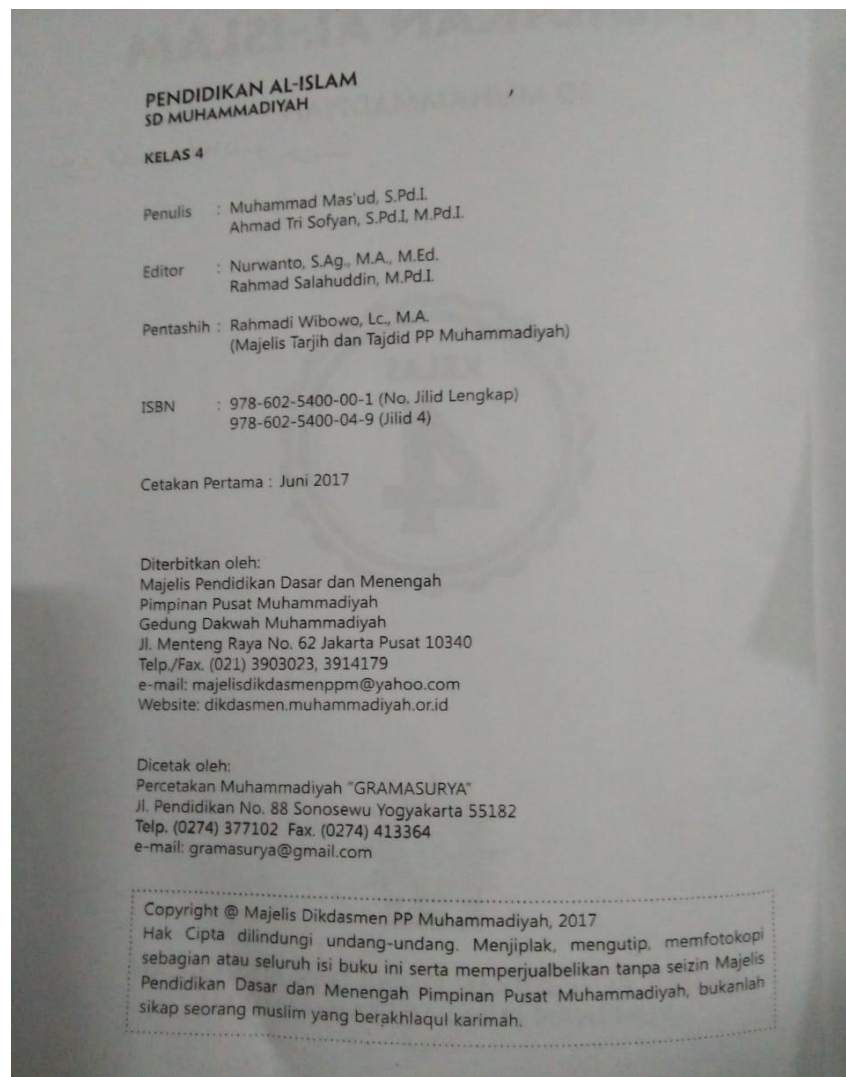 PENDIDIKAN AL-ISLAM
SD MUHAMMADIYAH
KELAS 4
Penulis : Muhammad Mas'ud, S.Pd.I.
Ahmad Tri Sofyan, S.Pd.I, M.Pd.I.
Editor : Nurwanto, S.Ag., M.A., M.Ed.
Rahmad Salahuddin, M.Pd.I.
Pentashih : Rahmadi Wibowo, Lc., M.A.
(Majelis Tarjih dan Tajdid PP Muhammadiyah)
ISBN : 978-602-5400-00-1 (No. Jilid Lengkap)
978-602-5400-04-9 (Jilid 4)
Cetakan Pertama : Juni 2017
Diterbitkan oleh:
Majelis Pendidikan Dasar dan Menengah
Pimpinan Pusat Muhammadiyah
Gedung Dakwah Muhammadiyah
Jl. Menteng Raya No. 62 Jakarta Pusat 10340
Telp./Fax. (021) 3903023, 3914179
e-mail: majelisdikdasmenppm@yahoo.com
Website: dikdasmen.muhammadiyah.or.id
Dicetak oleh:
Percetakan Muhammadiyah "GRAMASURYA"
Jl. Pendidikan No. 88 Sonosewu Yogyakarta 55182
Telp. (0274) 377102 Fax. (0274) 413364
e-mail: gramasurya@gmail.com
Copyright @ Majelis Dikdasmen PP Muhammadiyah, 2017
Hak Cipta dilindungi undang-undang. Menjiplak, mengutip, memfotokopi
sebagian atau seluruh isi buku ini serta memperjualbelikan tanpa seizin Majelis
Pendidikan Dasar dan Menengah Pimpinan Pusat Muhammadiyah, bukanlah
sikap seorang muslim yang berakhlaqul karimah.